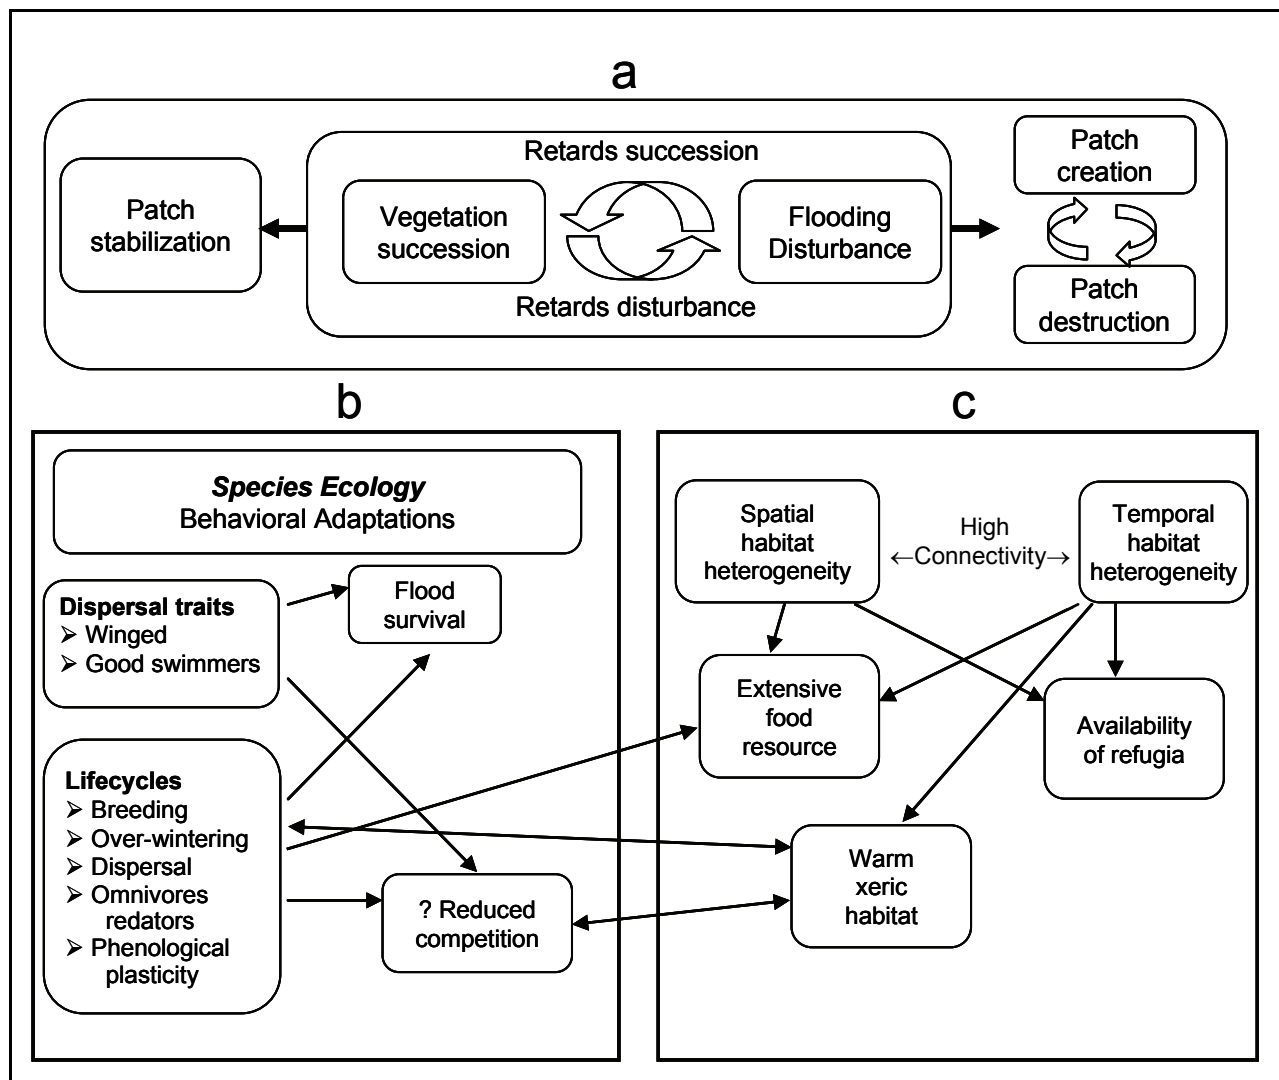 a
Retards succession
Patch
stabilization
Vegetation
succession
Flooding
Disturbance
Retards disturbance
Patch
creation
Patch
destruction
b
Species Ecology
Behavioral Adaptations
Dispersal traits
➢ Winged
➢ Good swimmers
Flood
survival
Lifecycles
➢ Breeding
➢ Over-wintering
➢ Dispersal
➢ Omnivores
redators
➢ Phenological
plasticity
? Reduced
competition
c
Spatial
habitat
heterogeneity
High
←Connectivity→
Temporal
habitat
heterogeneity
Extensive
food
resource
Availability
of refugia
Warm
xeric
habitat